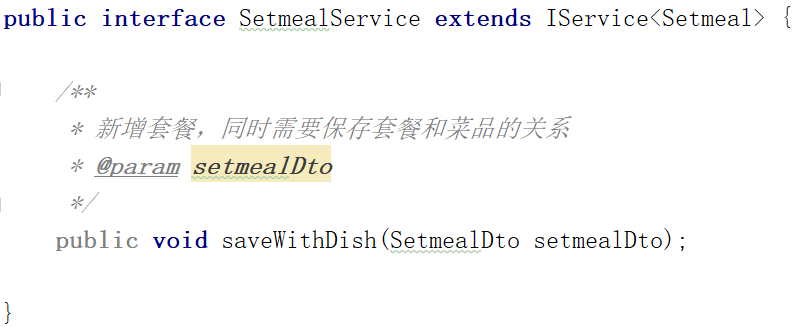 public interface SetmealService extends IService<Setmeal> {
/**
* 新增套餐，同时需要保存套餐和菜品的关系
* @param setmealDto
*/
public void saveWithDish(SetmealDto setmealDto);
}